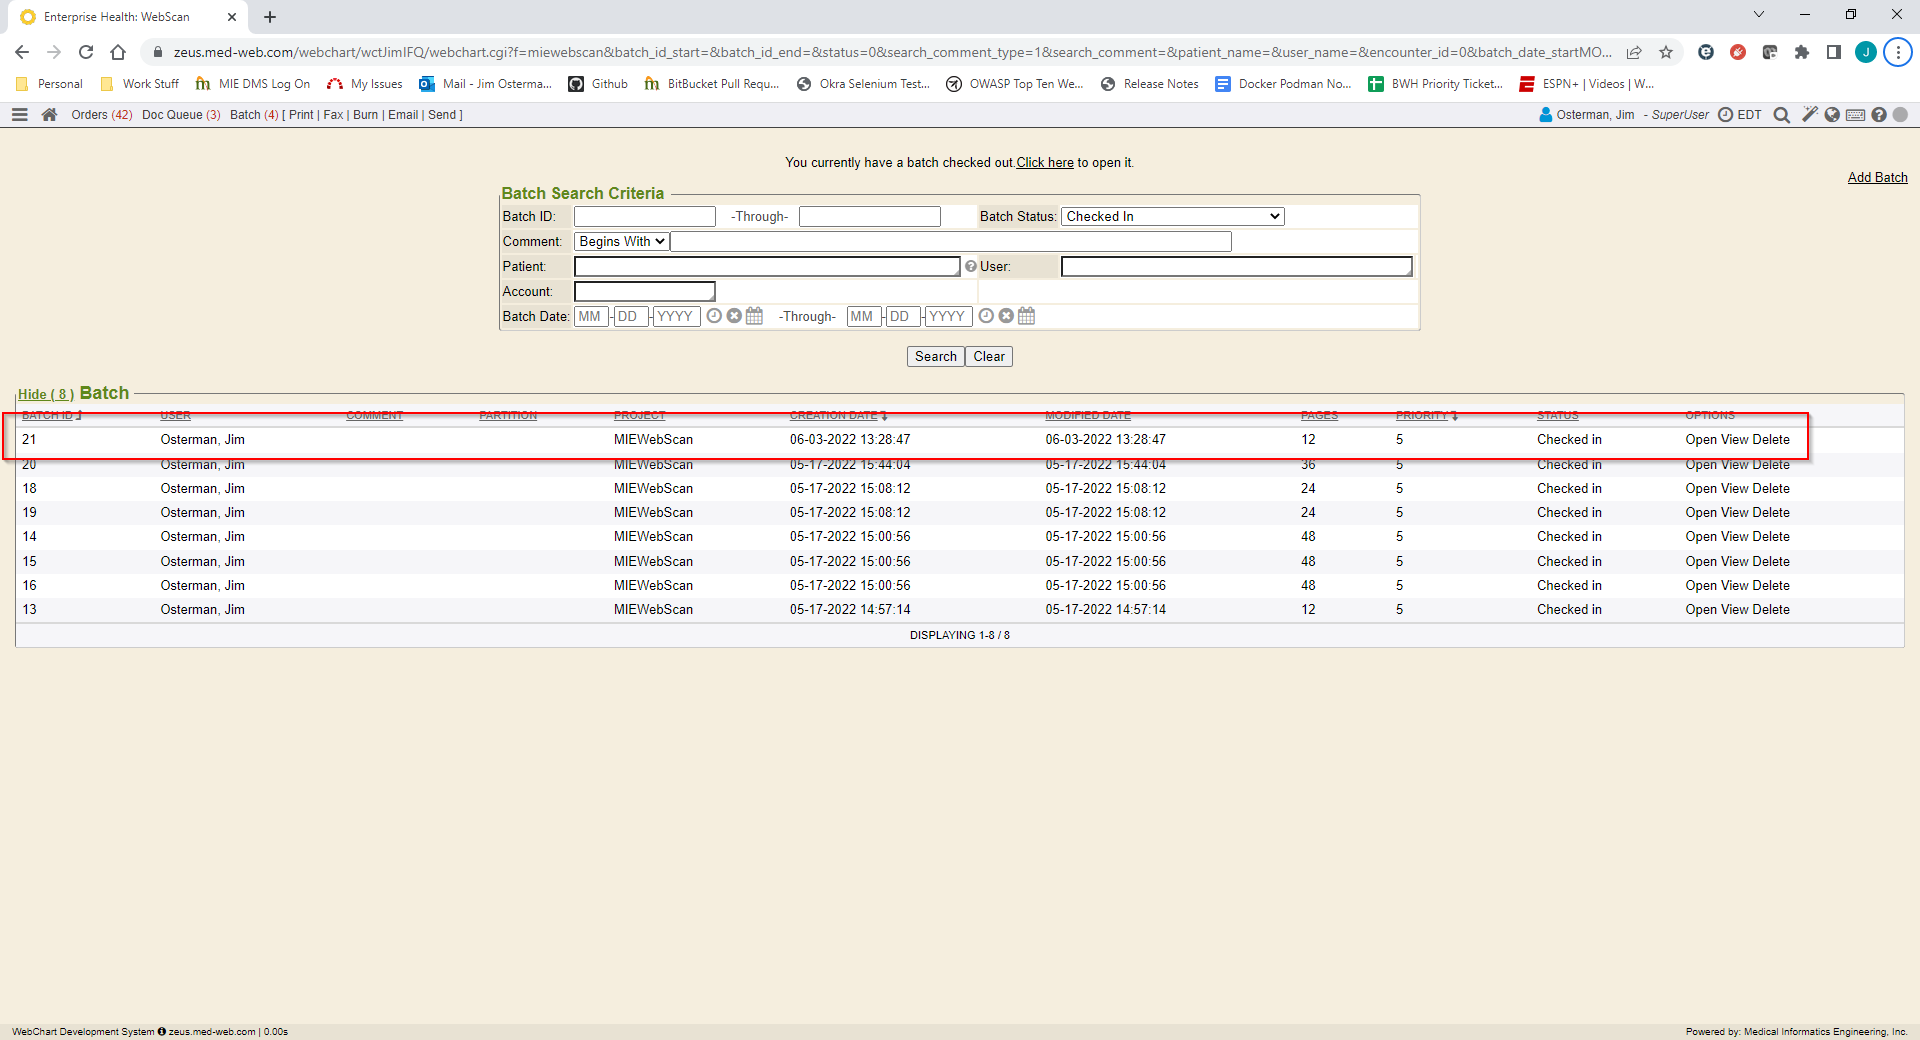 Enterprise Health: WebScan
zeus.med-web.com/webchart/wctJimIFQ/webchart.cgi?f=miewebscan&batch_id_start=&batch_id_end=&status=0&search_comment_type=1&search_comment=&patient_name=&user_name=&encounter_id=0&batch_date_startMO... J
Personal Work Stuff MIE DMS Log On My Issues Mail - Jim Osterma... Github BitBucket Pull Requ... Okra Selenium Test... OWASP Top Ten We... Release Notes Docker Podman No... BWH Priority Ticket... ESPN+ | Videos | W...
Orders (42) Doc Queue (3) Batch (4) [ Print | Fax | Burn | Email | Send ] Osterman, Jim - SuperUser EDT
You currently have a batch checked out.Click here to open it.
Add Batch
Batch Search Criteria
Batch ID: -Through- Batch Status: Checked In
Comment: Begins With
Patient: User:
Account:
Batch Date: MM - DD - YYYY -Through- MM - DD - YYYY
Search Clear
Hide ( 8 ) Batch
BATCH ID USER COMMENT PARTITION PROJECT CREATION DATE MODIFIED DATE PAGES PRIORITY STATUS OPTIONS
21 Osterman, Jim MIEWebScan 06-03-2022 13:28:47 06-03-2022 13:28:47 12 5 Checked in Open View Delete
20 Osterman, Jim MIEWebScan 05-17-2022 15:44:04 05-17-2022 15:44:04 36 5 Checked in Open View Delete
18 Osterman, Jim MIEWebScan 05-17-2022 15:08:12 05-17-2022 15:08:12 24 5 Checked in Open View Delete
19 Osterman, Jim MIEWebScan 05-17-2022 15:08:12 05-17-2022 15:08:12 24 5 Checked in Open View Delete
14 Osterman, Jim MIEWebScan 05-17-2022 15:00:56 05-17-2022 15:00:56 48 5 Checked in Open View Delete
15 Osterman, Jim MIEWebScan 05-17-2022 15:00:56 05-17-2022 15:00:56 48 5 Checked in Open View Delete
16 Osterman, Jim MIEWebScan 05-17-2022 15:00:56 05-17-2022 15:00:56 48 5 Checked in Open View Delete
13 Osterman, Jim MIEWebScan 05-17-2022 14:57:14 05-17-2022 14:57:14 12 5 Checked in Open View Delete
DISPLAYING 1-8 / 8
WebChart Development System zeus.med-web.com | 0.00s Powered by: Medical Informatics Engineering, Inc.